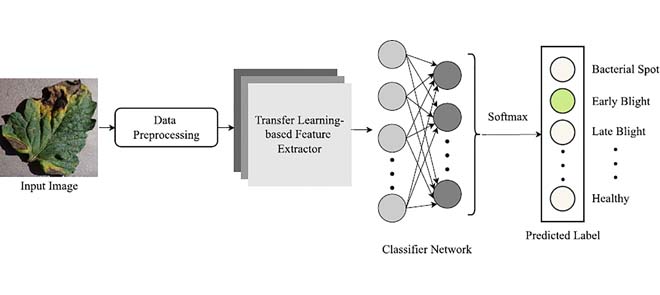 Input Image
Data
Preprocessing
Transfer Learning-
based Feature
Extractor
Classifier Network
Softmax
Bacterial Spot
Early Blight
Late Blight
Healthy
Predicted Label